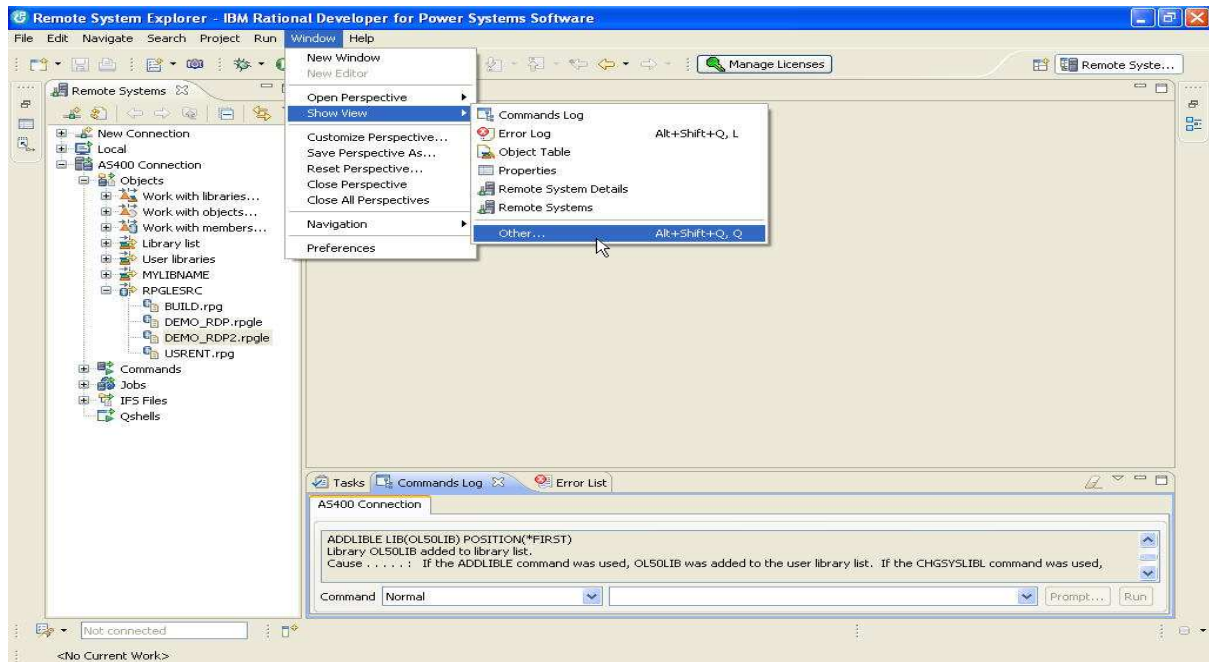 Remote System Explorer - IBM Rational Developer for Power Systems Software
File Edit Navigate Search Project Run Window Help
Manage Licenses
Remote Syste...
New Window
New Editor
Open Perspective
Show View
Customize Perspective...
Save Perspective As...
Reset Perspective...
Close Perspective
Close All Perspectives
Navigation
Preferences
Commands Log
Error Log Alt+Shift+Q, L
Object Table
Properties
Remote System Details
Remote Systems
Other... Alt+Shift+Q, Q
Remote Systems
New Connection
Local
AS400 Connection
Objects
Work with libraries...
Work with objects...
Work with members...
Library list
User libraries
MYLIBNAME
RPGLESRC
BUILD.rpg
DEMO_RDP.rpgle
DEMO_RDP2.rpgle
USRENT.rpg
Commands
Jobs
IFS Files
Qshells
Tasks Commands Log Error List
AS400 Connection
ADDLIBLE LIB(OL50LIB) POSITION(*FIRST)
Library OL50LIB added to library list.
Cause . . . . . : If the ADDLIBLE command was used, OL50LIB was added to the user library list. If the CHGSYSLIBL command was used,
Command Normal Prompt... Run
Not connected
<No Current Work>